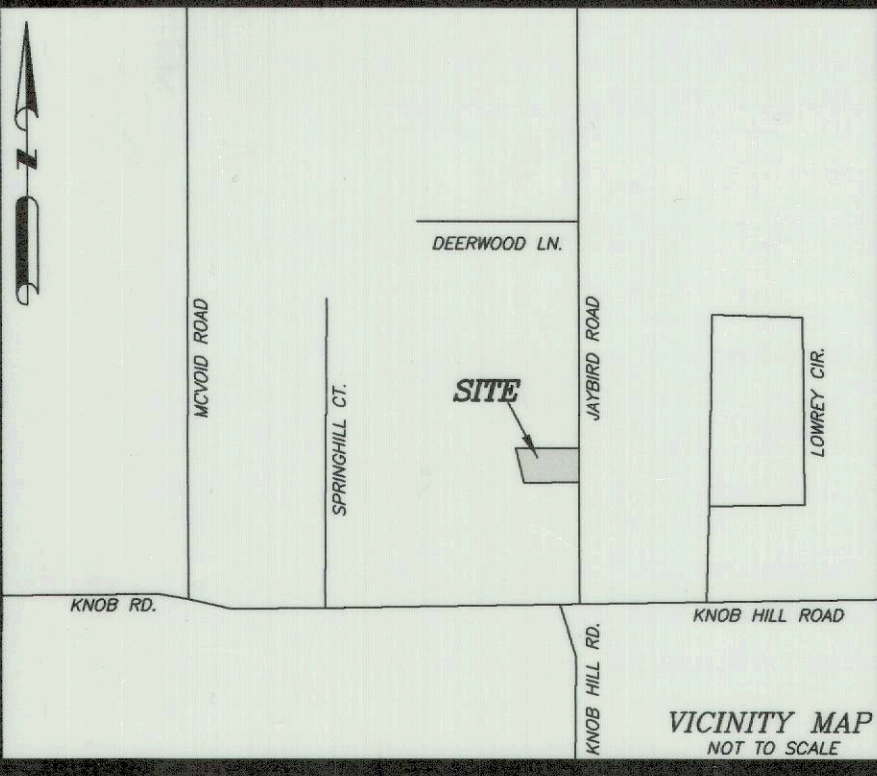 N
DEERWOOD LN.
MCVOID ROAD
SPRINGHILL CT.
SITE
JAYBIRD ROAD
LOWREY CIR.
KNOB RD.
KNOB HILL ROAD
KNOB HILL RD.
VICINITY MAP
NOT TO SCALE